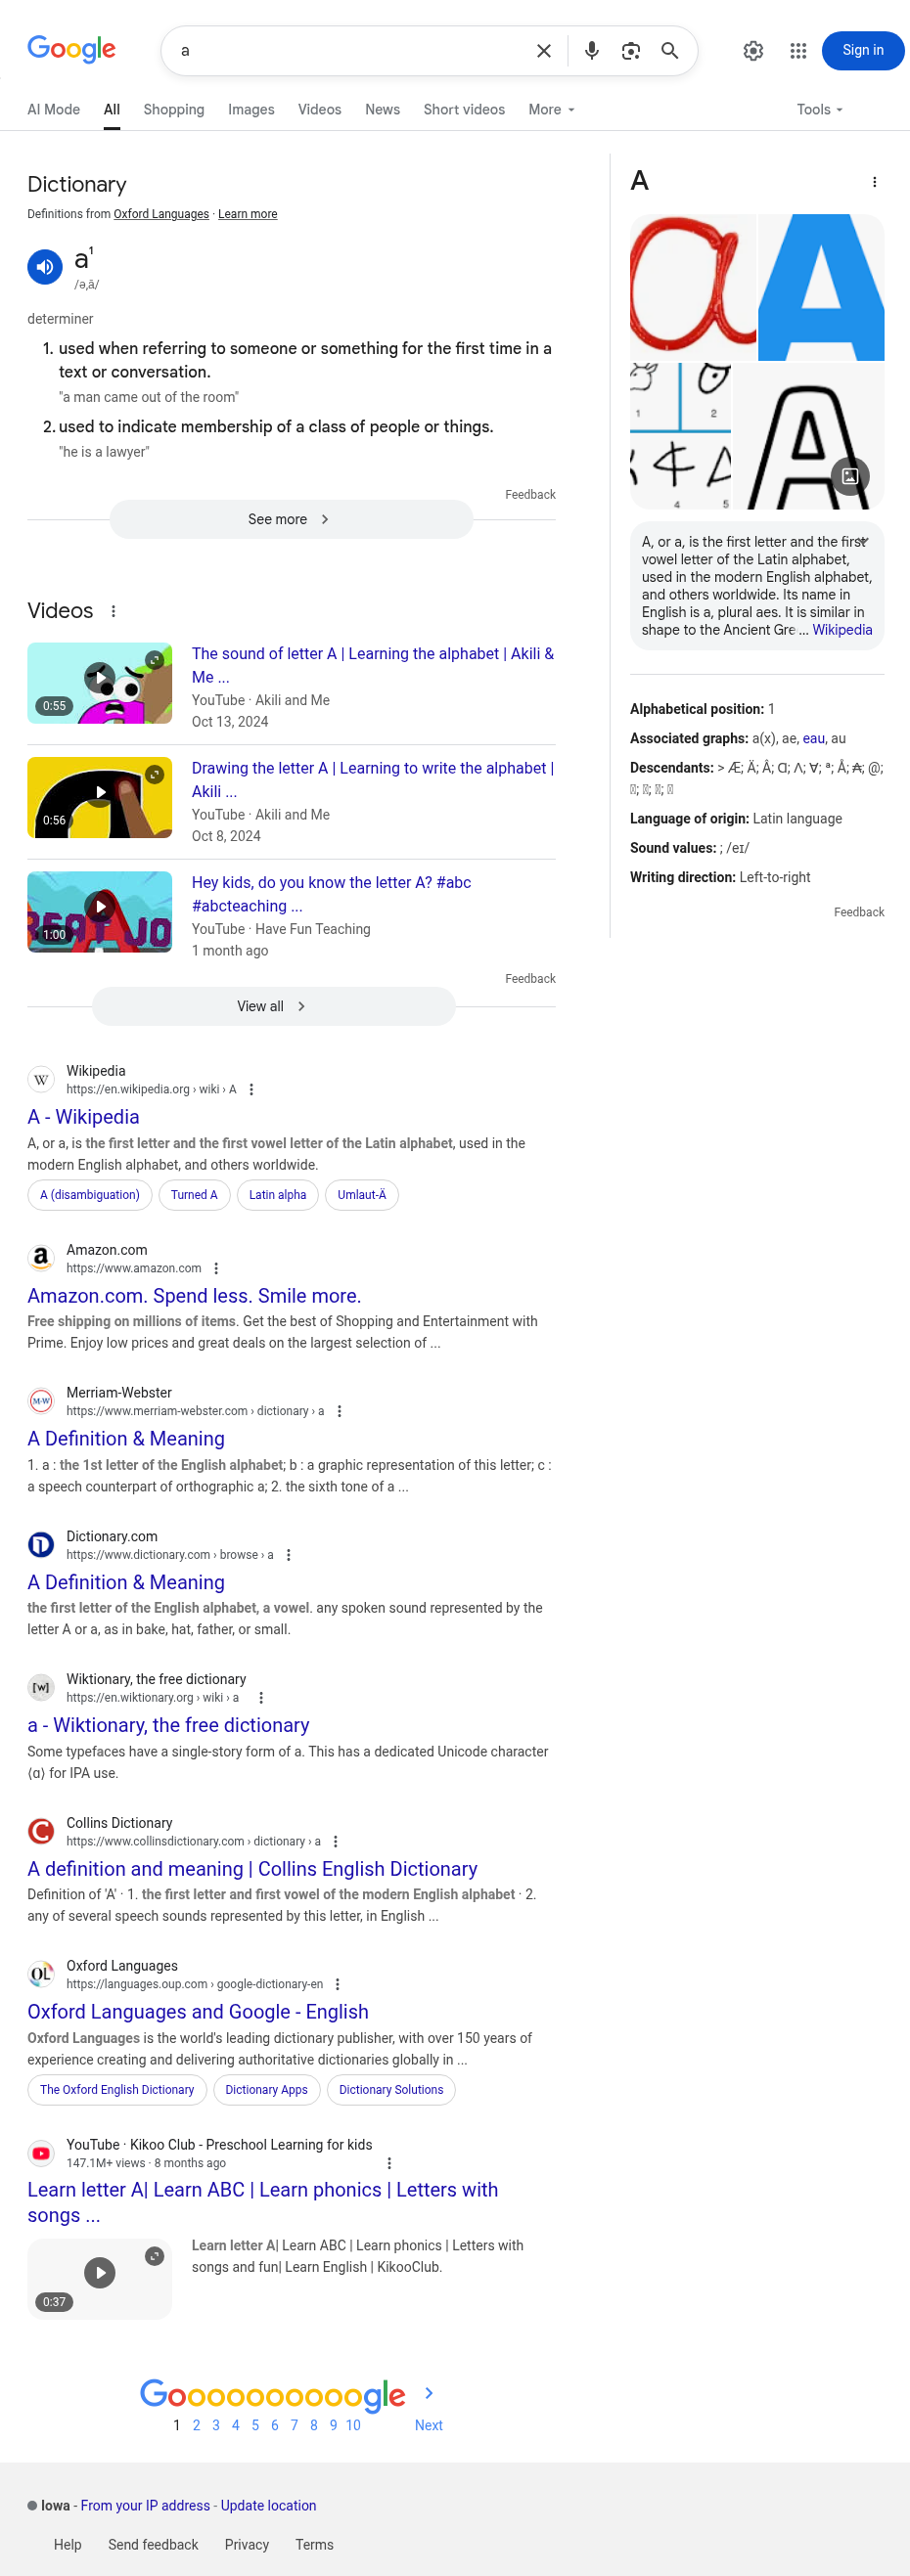 Google
a
Sign in
AI Mode
All
Shopping
Images
Videos
News
Short videos
More
Tools
Dictionary
Definitions from Oxford Languages · Learn more
a¹
/ə,ā/
determiner
1. used when referring to someone or something for the first time in a
text or conversation.
"a man came out of the room"
2. used to indicate membership of a class of people or things.
"he is a lawyer"
Feedback
See more
Videos
0:55
The sound of letter A | Learning the alphabet | Akili &
Me ...
YouTube · Akili and Me
Oct 13, 2024
0:56
Drawing the letter A | Learning to write the alphabet |
Akili ...
YouTube · Akili and Me
Oct 8, 2024
1:00
Hey kids, do you know the letter A? #abc
#abcteaching ...
YouTube · Have Fun Teaching
1 month ago
Feedback
View all
W
Wikipedia
https://en.wikipedia.org › wiki › A
A - Wikipedia
A, or a, is the first letter and the first vowel letter of the Latin alphabet, used in the
modern English alphabet, and others worldwide.
A (disambiguation)
Turned A
Latin alpha
Umlaut-Ä
a
Amazon.com
https://www.amazon.com
Amazon.com. Spend less. Smile more.
Free shipping on millions of items. Get the best of Shopping and Entertainment with
Prime. Enjoy low prices and great deals on the largest selection of ...
M-W
Merriam-Webster
https://www.merriam-webster.com › dictionary › a
A Definition & Meaning
1. a : the 1st letter of the English alphabet; b : a graphic representation of this letter; c :
a speech counterpart of orthographic a; 2. the sixth tone of a ...
Dictionary.com
https://www.dictionary.com › browse › a
A Definition & Meaning
the first letter of the English alphabet, a vowel. any spoken sound represented by the
letter A or a, as in bake, hat, father, or small.
[w]
Wiktionary, the free dictionary
https://en.wiktionary.org › wiki › a
a - Wiktionary, the free dictionary
Some typefaces have a single-story form of a. This has a dedicated Unicode character
⟨ɑ⟩ for IPA use.
C
Collins Dictionary
https://www.collinsdictionary.com › dictionary › a
A definition and meaning | Collins English Dictionary
Definition of 'A' · 1. the first letter and first vowel of the modern English alphabet · 2.
any of several speech sounds represented by this letter, in English ...
OL
Oxford Languages
https://languages.oup.com › google-dictionary-en
Oxford Languages and Google - English
Oxford Languages is the world's leading dictionary publisher, with over 150 years of
experience creating and delivering authoritative dictionaries globally in ...
The Oxford English Dictionary
Dictionary Apps
Dictionary Solutions
YouTube · Kikoo Club - Preschool Learning for kids
147.1M+ views · 8 months ago
Learn letter A| Learn ABC | Learn phonics | Letters with
songs ...
0:37
Learn letter A| Learn ABC | Learn phonics | Letters with
songs and fun| Learn English | KikooClub.
Goooooooooogle
1 2 3 4 5 6 7 8 9 10 Next
A
a
A
1 2
4 5
A
A, or a, is the first letter and the first
vowel letter of the Latin alphabet,
used in the modern English alphabet,
and others worldwide. Its name in
English is a, plural aes. It is similar in
shape to the Ancient Gre ... Wikipedia
Alphabetical position: 1
Associated graphs: a(x), ae, eau, au
Descendants: > Æ; Ä; Â; Ɑ; Λ; Ɐ; ª; Å; ₳; @;
Language of origin: Latin language
Sound values: ; /eɪ/
Writing direction: Left-to-right
Feedback
Iowa - From your IP address - Update location
Help
Send feedback
Privacy
Terms